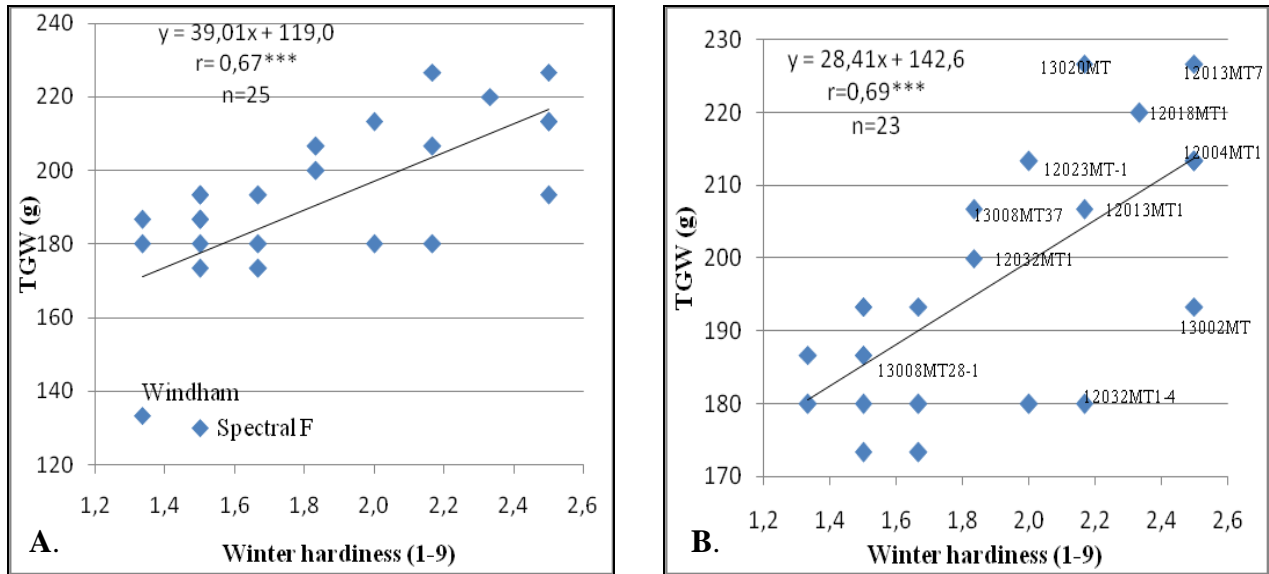 240
220
200
180
160
140
120
TGW (g)
y = 39,01x + 119,0
r= 0,67***
n=25
Windham
Spectral F
1,2 1,4 1,6 1,8 2,0 2,2 2,4 2,6
A.
Winter hardiness (1-9)
230
220
210
200
190
180
170
TGW (g)
y = 28,41x + 142,6
r=0,69***
n=23
13020MT
12013MT7
12018MT1
12004MT1
12023MT-1
12013MT1
13008MT37
12032MT1
13002MT
13008MT28-1
12032MT1-4
1,2 1,4 1,6 1,8 2,0 2,2 2,4 2,6
B.
Winter hardiness (1-9)